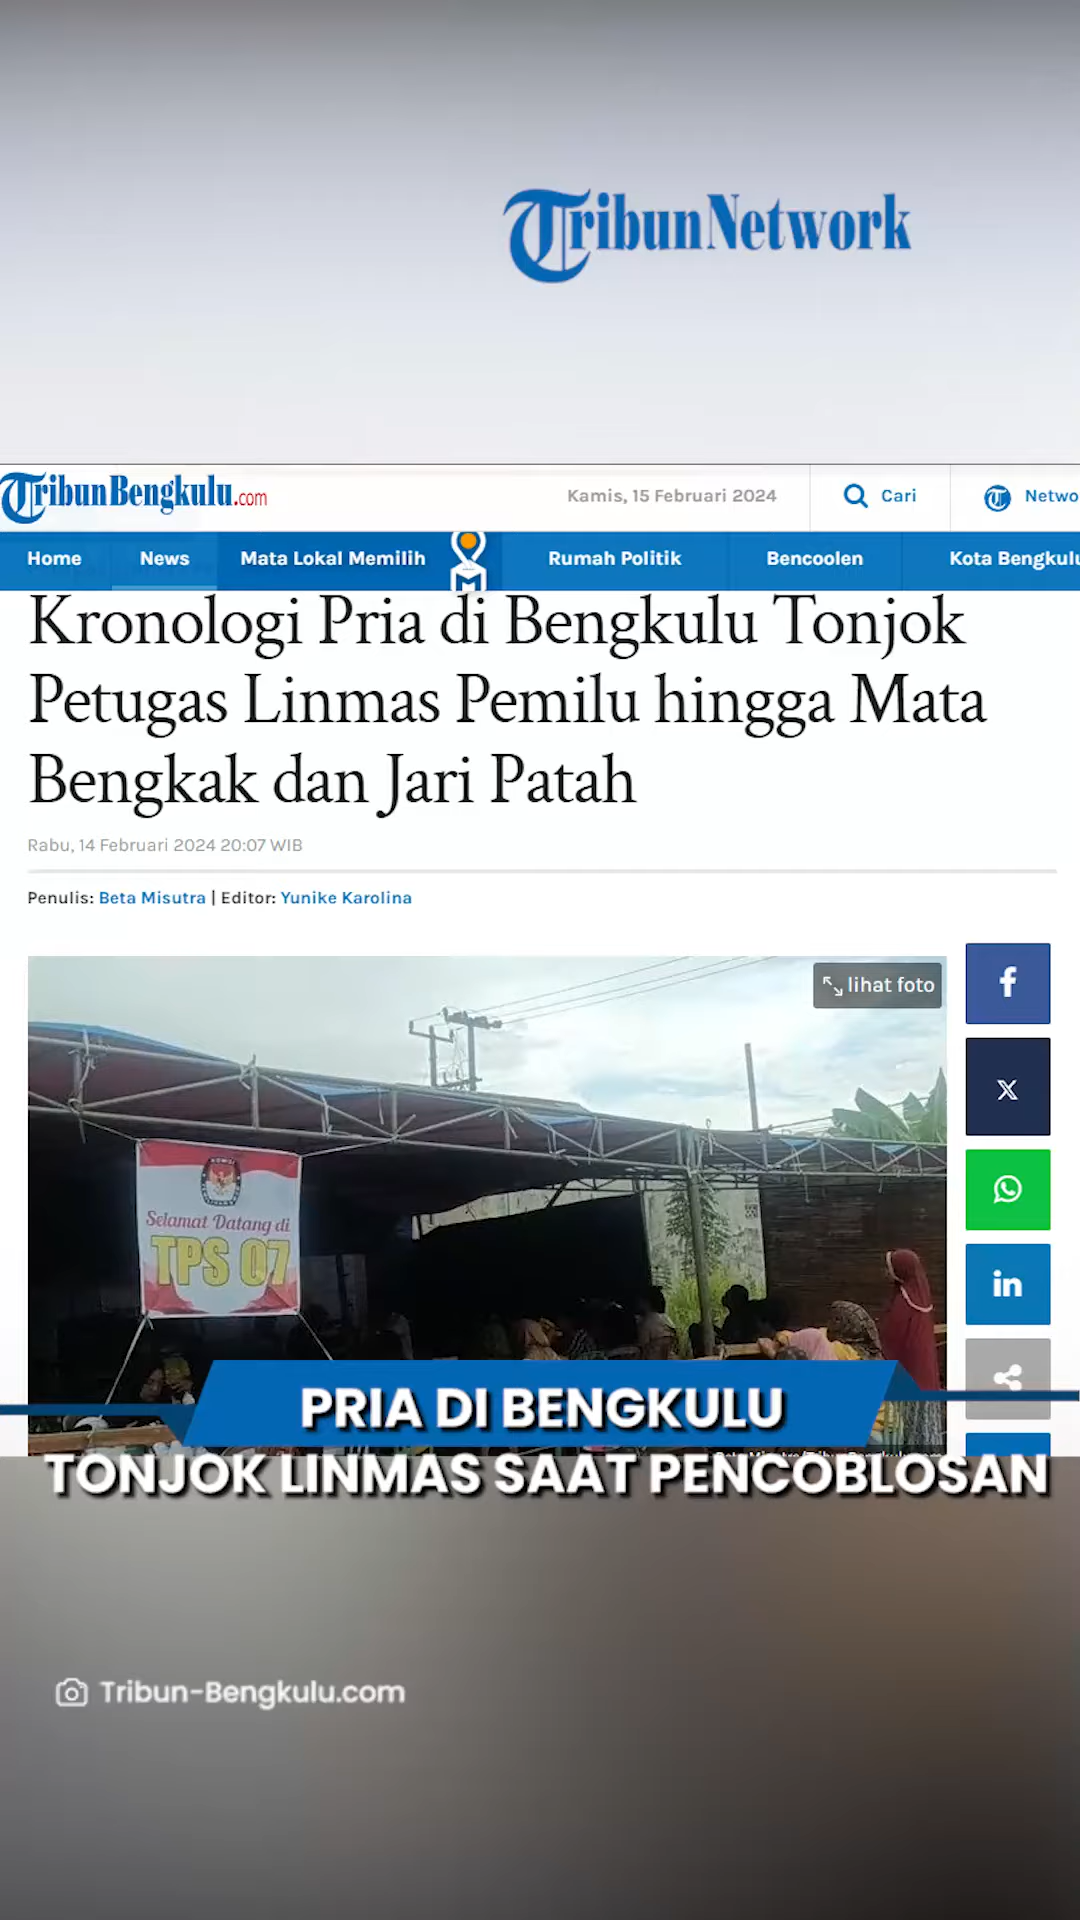 Tribun Network
TribunBengkulu.com
Kamis, 15 Februari 2024
Cari
Netwo
Home
News
Mata Lokal Memilih
M
Rumah Politik
Bencoolen
Kota Bengkulu
Kronologi Pria di Bengkulu Tonjok
Petugas Linmas Pemilu hingga Mata
Bengkak dan Jari Patah
Rabu, 14 Februari 2024 20:07 WIB
Penulis: Beta Misutra | Editor: Yunike Karolina
lihat foto
Selamat Datang di
TPS 07
PRIA DI BENGKULU
TONJOK LINMAS SAAT PENCOBLOSAN
Tribun-Bengkulu.com